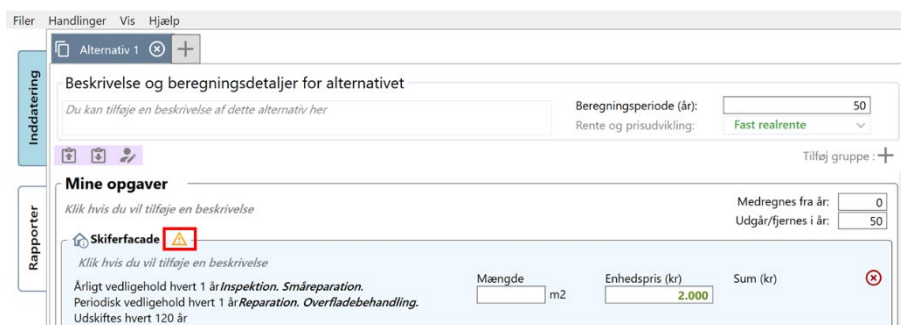 Filer Handlinger Vis Hjælp
Alternativ 1
Inddatering
Beskrivelse og beregningsdetaljer for alternativet
Du kan tilføje en beskrivelse af dette alternativ her
Beregningsperiode (år): 50
Rente og prisudvikling: Fast realrente
Tilføj gruppe :
Rapporter
Mine opgaver
Klik hvis du vil tilføje en beskrivelse
Medregnes fra år: 0
Udgår/fjernes i år: 50
Skiferfacade
Klik hvis du vil tilføje en beskrivelse
Årligt vedligehold hvert 1 år Inspektion. Småreparation.
Periodisk vedligehold hvert 1 år Reparation. Overfladebehandling.
Udskiftes hvert 120 år
Mængde
m2
Enhedspris (kr)
2.000
Sum (kr)